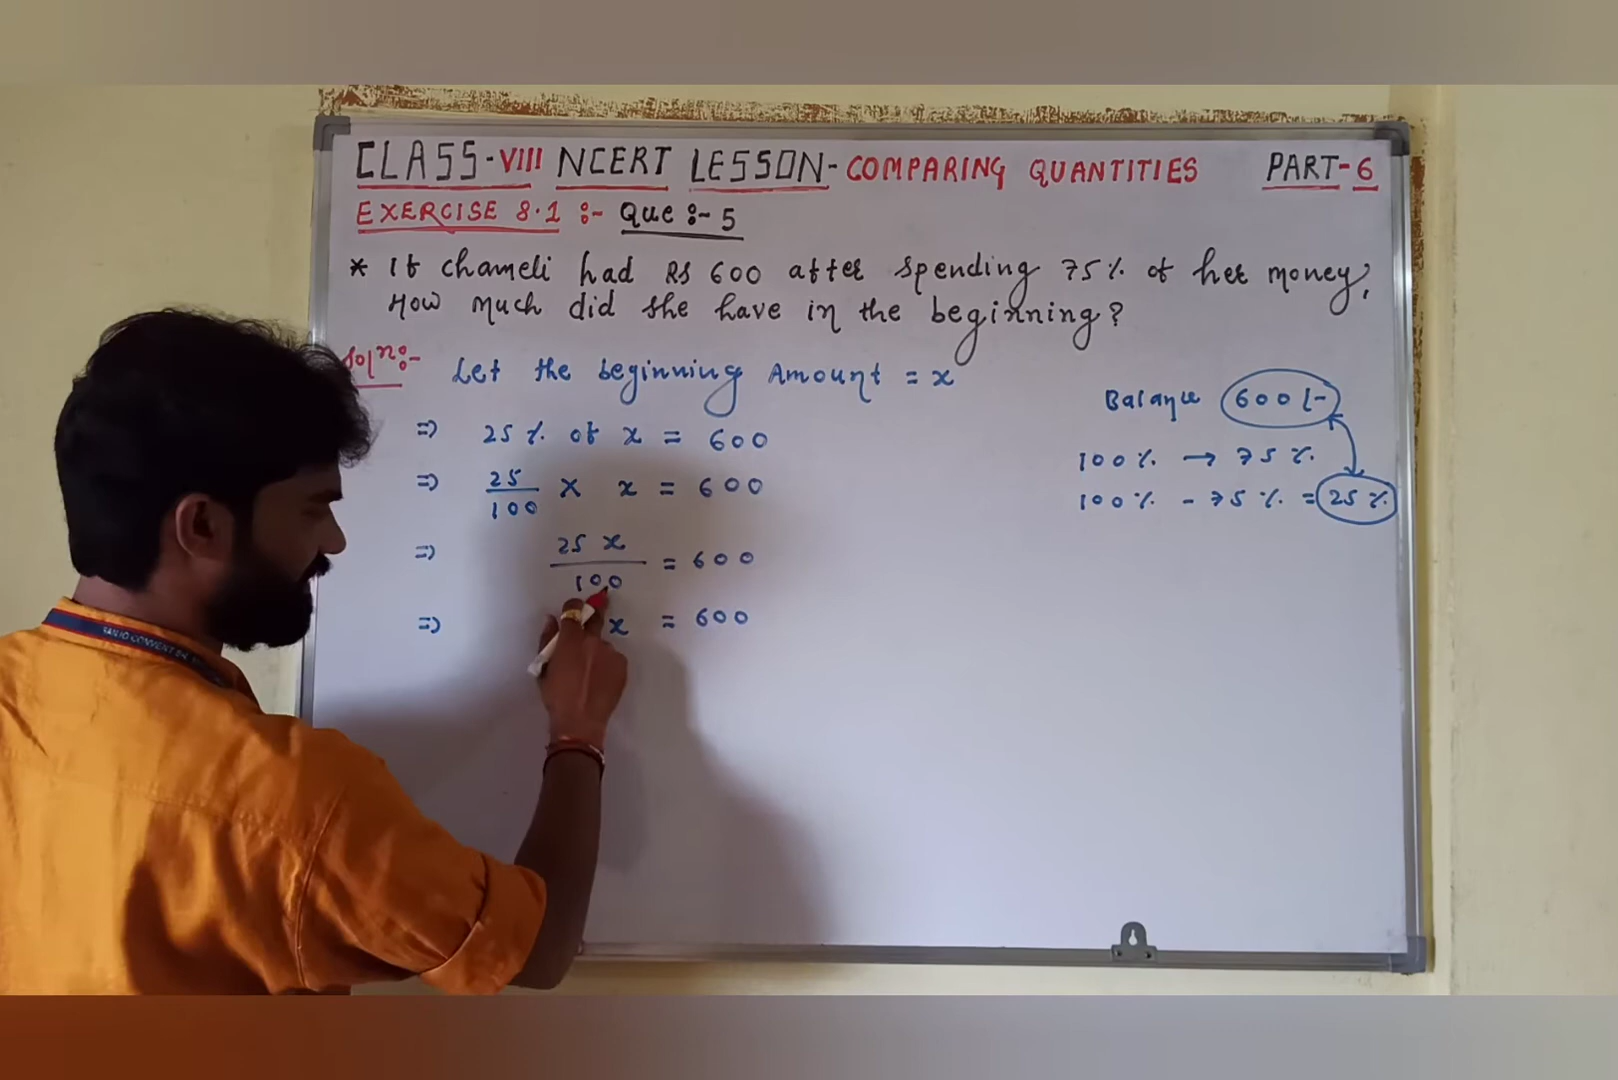 CLASS-VIII NCERT LESSON- COMPARING QUANTITIES PART-6
EXERCISE 8.1 :- Que :- 5
* If chameli had Rs 600 after spending 75% of her money,
How much did she have in the beginning?
Soln:- Let the beginning Amount = x
=> 25% of x = 600
=> 25/100 × x = 600
=> 25 x/100 = 600
=> x = 600
Balance 600/-
100% → 75%
100% - 75% = 25%